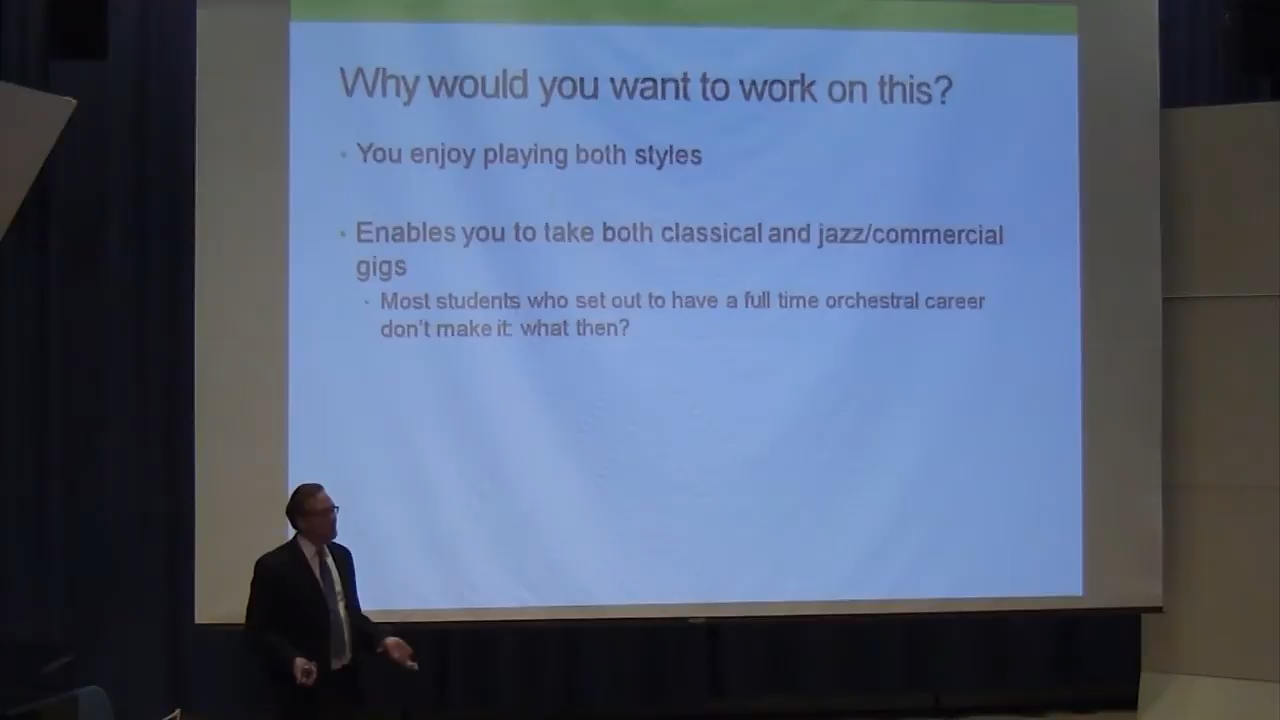 Why would you want to work on this?
• You enjoy playing both styles
• Enables you to take both classical and jazz/commercial
gigs
• Most students who set out to have a full time orchestral career
don't make it: what then?